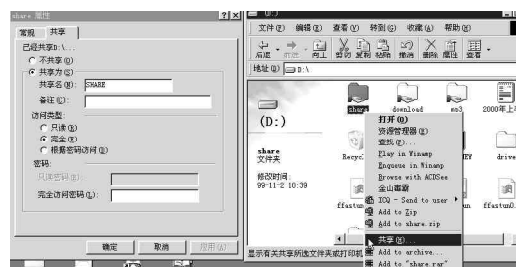 share 属性
常规
共享
已经共享D:\...
不共享(O)
共享为(S)
共享名(N):
SHARE
备注(C):
访问类型:
只读(R)
完全(F)
根据密码访问(D)
密码:
只读密码(E):
完全访问密码(L):
确定
取消
应用(A)
文件(F) 编辑(E) 查看(V) 转到(G) 收藏(A) 帮助(H)
后退
向上
剪切
复制
粘贴
撤消
删除
属性
查看
地址(D)
D:\
(D:)
share
文件夹
修改时间:
99-11-2 10:39
share
download
mp3
2000年上
打开(O)
资源管理器(E)
查找(F)...
Play in Winamp
Enqueue in Winamp
Browse with ACDSee
金山毒霸
ICQ - Send to user
Add to Zip
Add to share.zip
共享(H)...
Add to archive...
Add to "share.rar"
Recycl
drive
ffastun
ffastun0.
显示有关共享所选文件夹或打印机